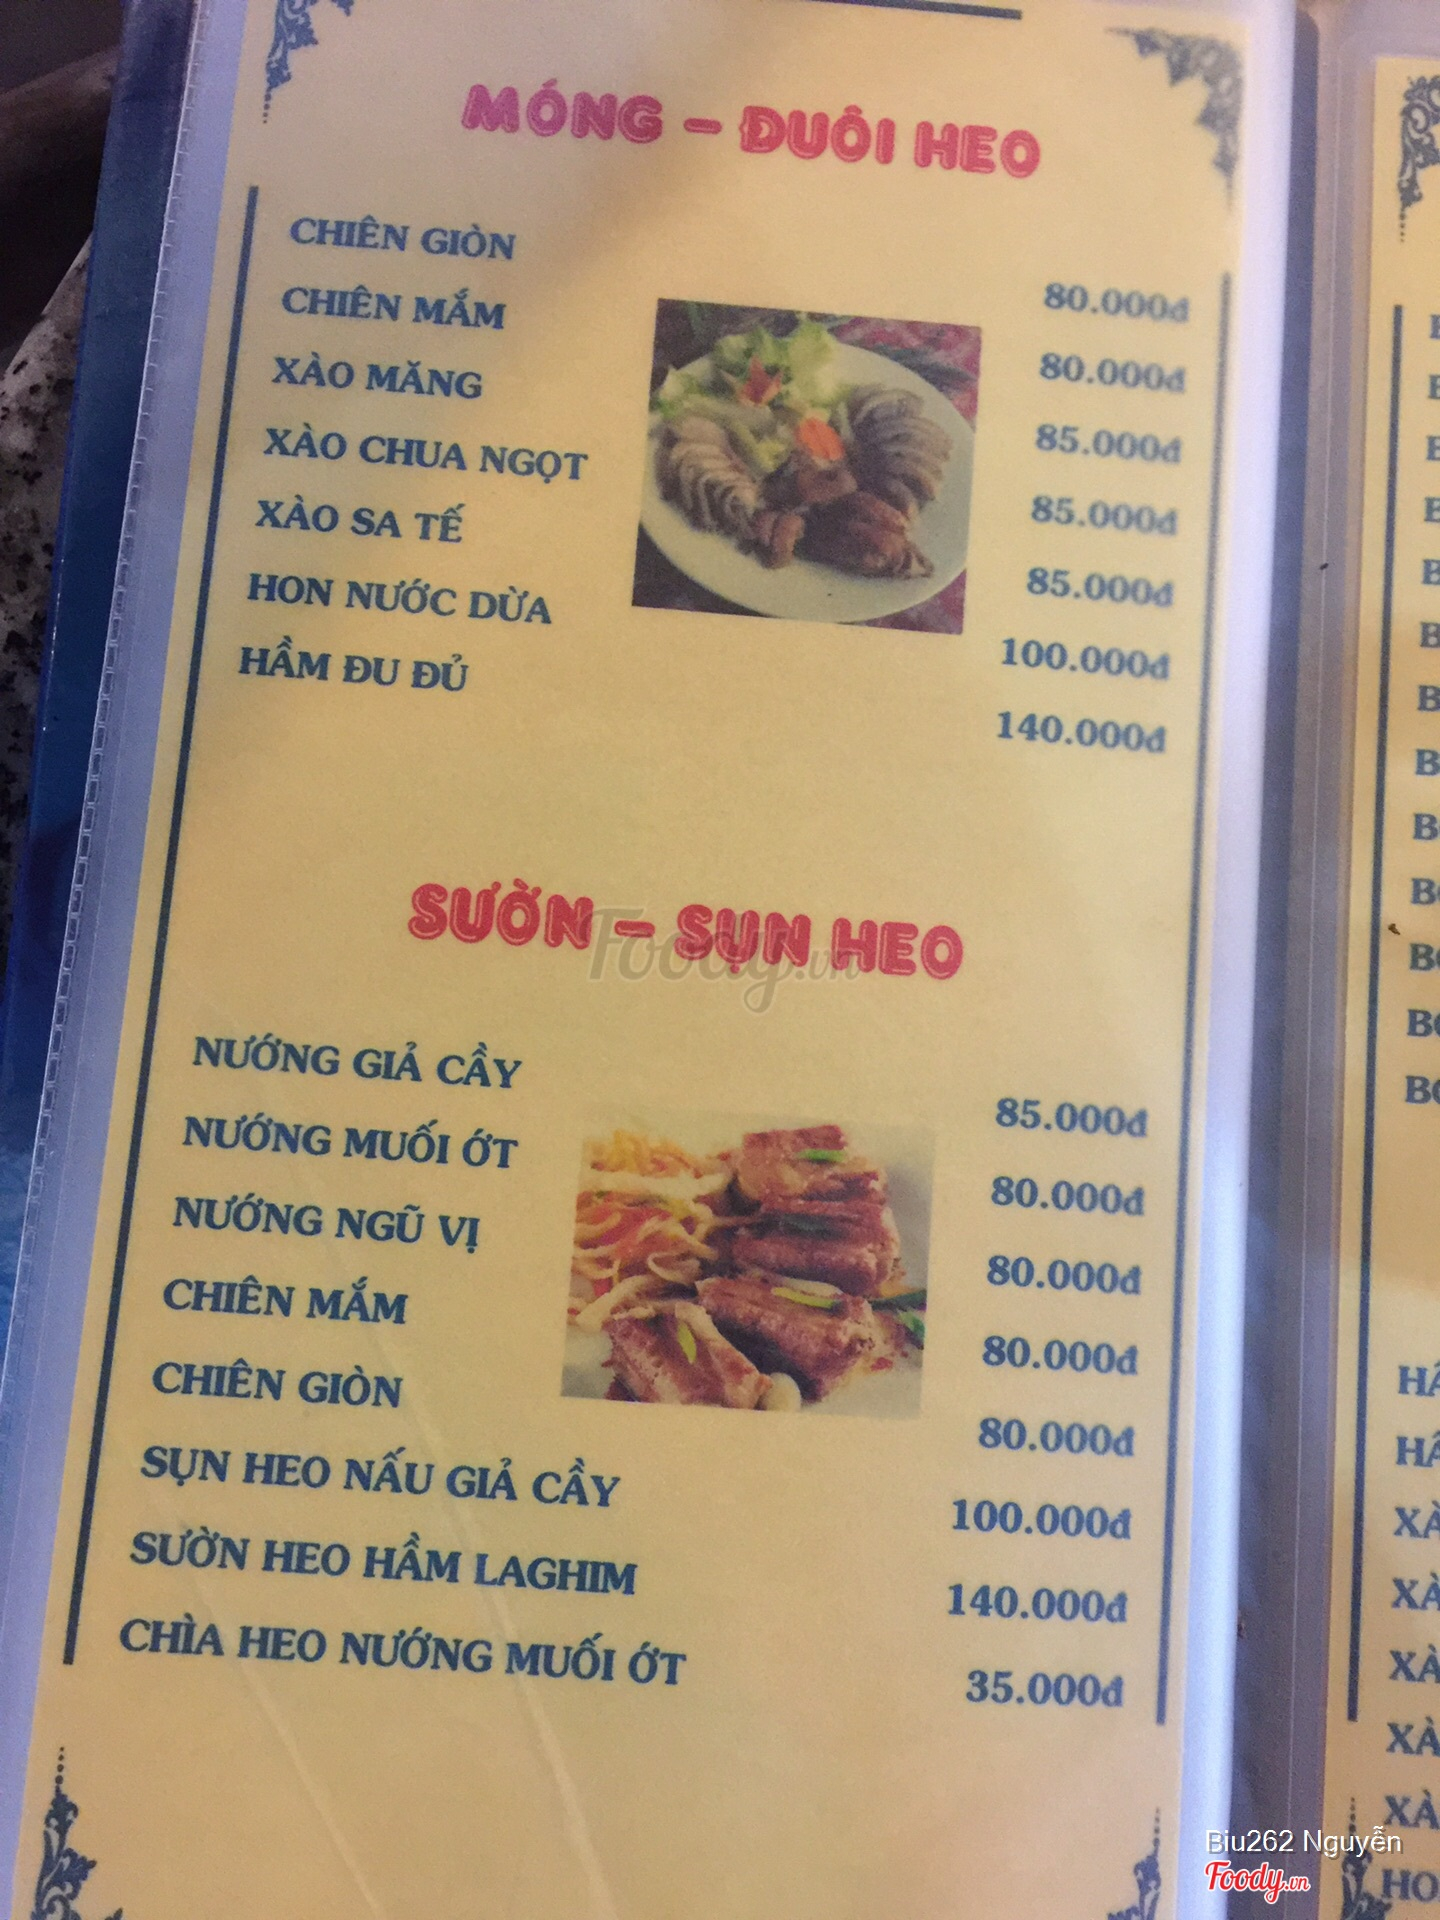 MÓNG – ĐUÔI HEO
CHIÊN GIÒN 80.000đ
CHIÊN MẮM 80.000đ
XÀO MĂNG 85.000đ
XÀO CHUA NGỌT 85.000đ
XÀO SA TẾ 85.000đ
HON NƯỚC DỪA 100.000đ
HẦM ĐU ĐỦ 140.000đ
SƯỜN – SỤN HEO
Foody.vn
NƯỚNG GIẢ CẦY 85.000đ
NƯỚNG MUỐI ỚT 80.000đ
NƯỚNG NGŨ VỊ 80.000đ
CHIÊN MẮM 80.000đ
CHIÊN GIÒN 80.000đ
SỤN HEO NẤU GIẢ CẦY 100.000đ
SƯỜN HEO HẦM LAGHIM 140.000đ
CHÌA HEO NƯỚNG MUỐI ỚT 35.000đ
Biu262 Nguyễn
Foody.vn